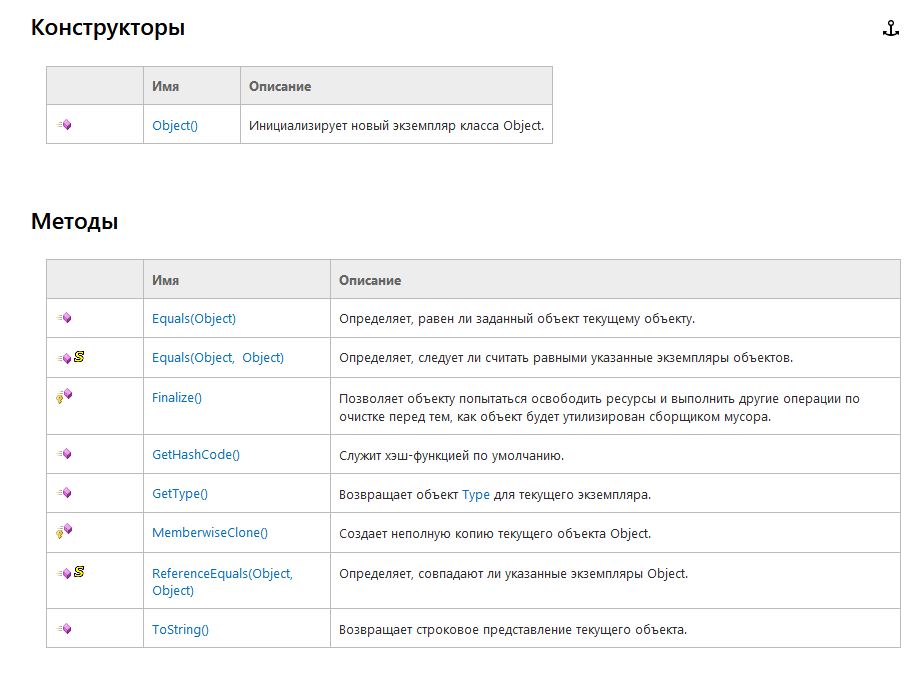 Конструкторы
Имя Описание
Object() Инициализирует новый экземпляр класса Object.
Методы
Имя Описание
Equals(Object) Определяет, равен ли заданный объект текущему объекту.
S Equals(Object, Object) Определяет, следует ли считать равными указанные экземпляры объектов.
Finalize() Позволяет объекту попытаться освободить ресурсы и выполнить другие операции по
очистке перед тем, как объект будет утилизирован сборщиком мусора.
GetHashCode() Служит хэш-функцией по умолчанию.
GetType() Возвращает объект Type для текущего экземпляра.
MemberwiseClone() Создает неполную копию текущего объекта Object.
S ReferenceEquals(Object, Определяет, совпадают ли указанные экземпляры Object.
Object)
ToString() Возвращает строковое представление текущего объекта.